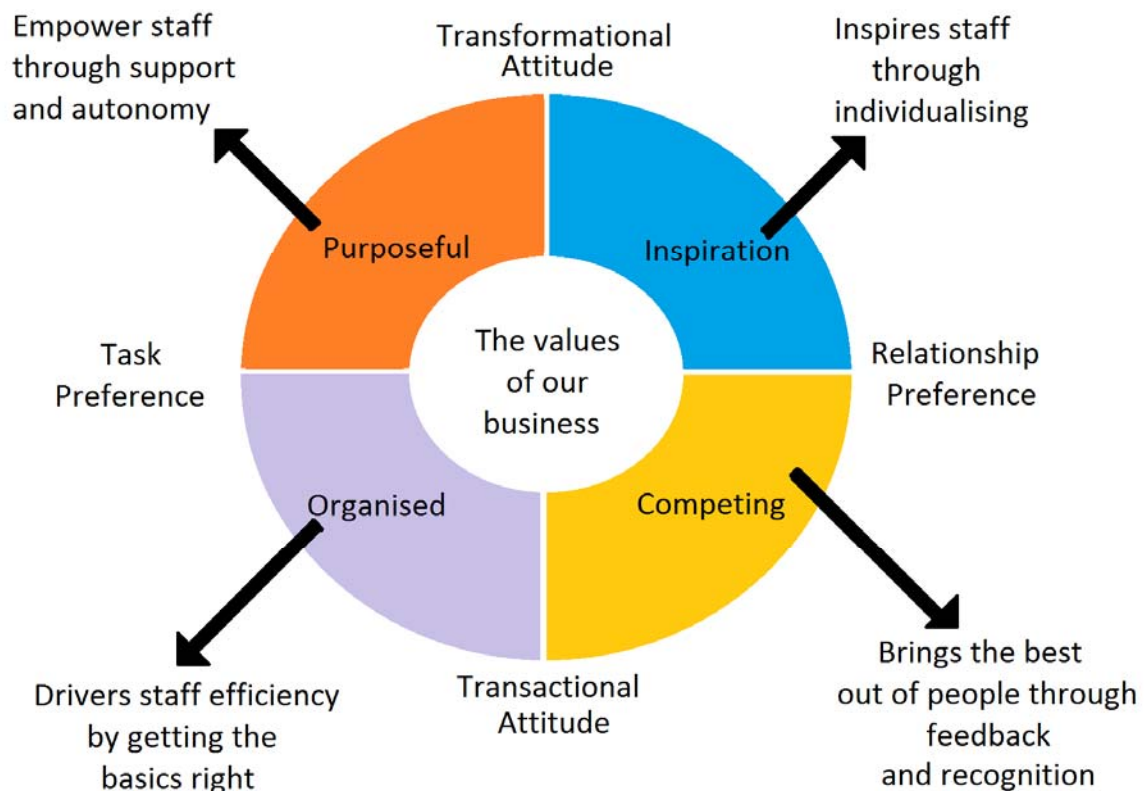 Empower staff
through support
and autonomy
Transformational
Attitude
Inspires staff
through
individualising
Purposeful
Inspiration
Task
Preference
The values
of our
business
Relationship
Preference
Organised
Competing
Drivers staff efficiency
by getting the
basics right
Transactional
Attitude
Brings the best
out of people through
feedback
and recognition